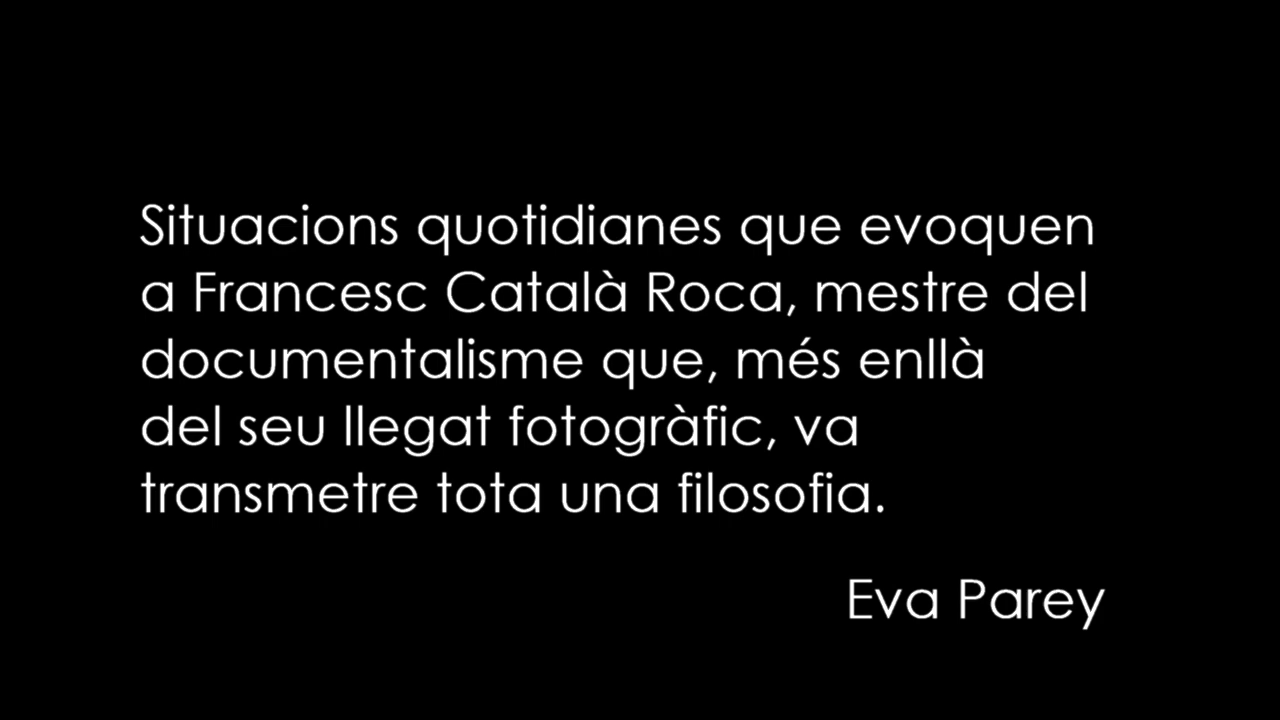 Situacions quotidianes que evoquen
a Francesc Català Roca, mestre del
documentalisme que, més enllà
del seu llegat fotogràfic, va
transmetre tota una filosofia.
Eva Parey